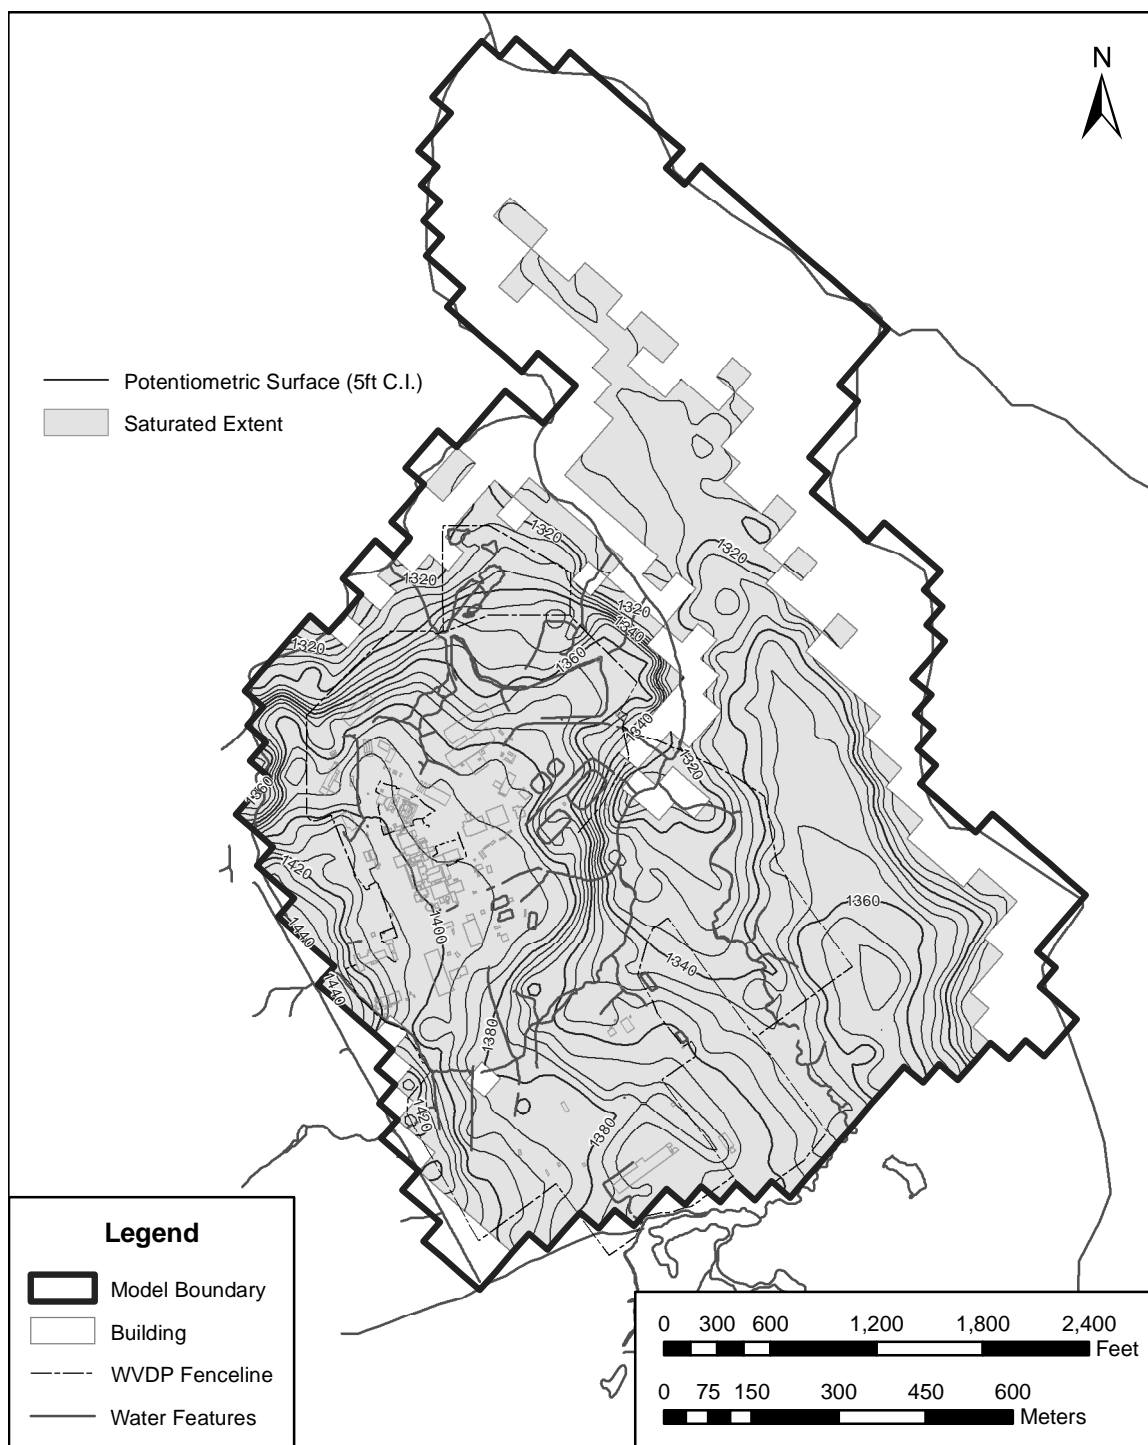 N
Potentiometric Surface (5ft C.I.)
Saturated Extent
1320
1320
1320
1320
1320
1340
1360
1340
1320
1360
1420
1360
1400
1440
1340
1440
1380
1420
1380
Legend
Model Boundary
Building
WVDP Fenceline
Water Features
0 300 600 1,200 1,800 2,400
Feet
0 75 150 300 450 600
Meters